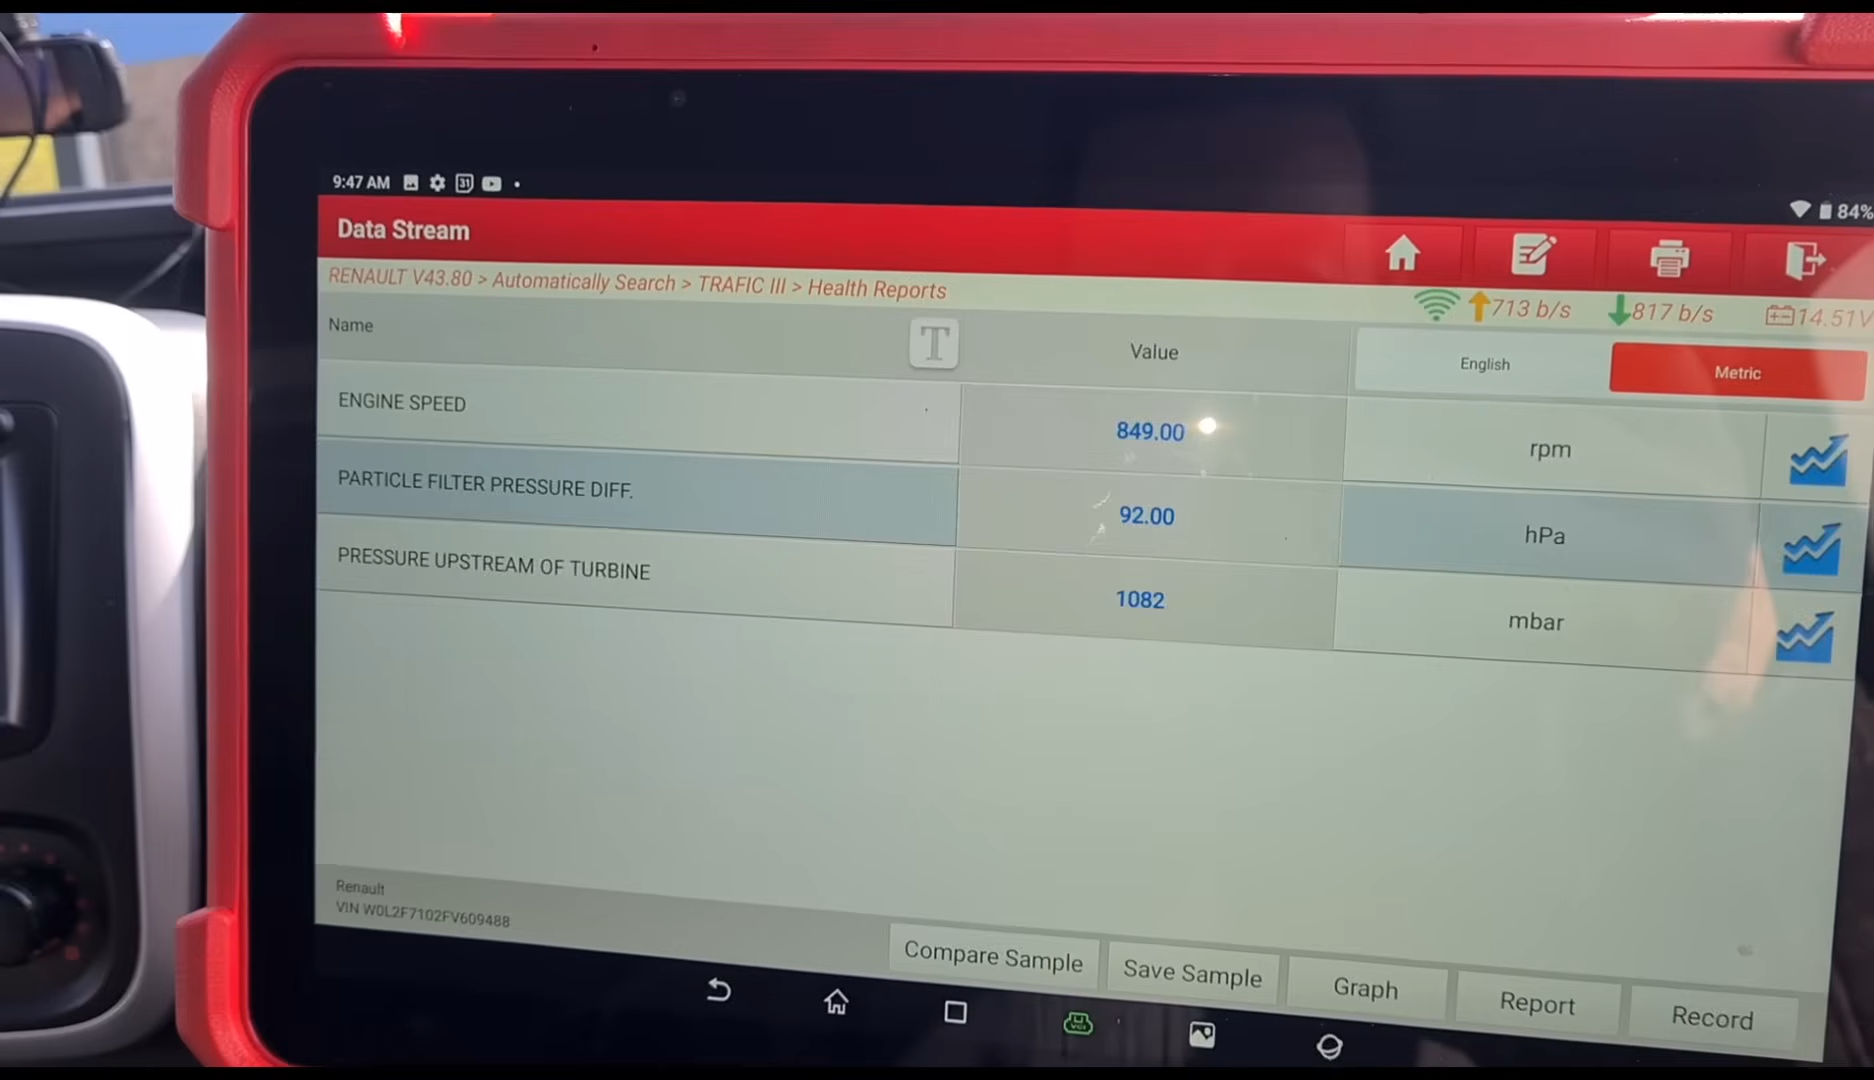 9:47 AM 31
84%
Data Stream
RENAULT V43.80 > Automatically Search > TRAFIC III > Health Reports
713 b/s 817 b/s 14.51V
Name T Value English Metric
ENGINE SPEED 849.00 rpm
PARTICLE FILTER PRESSURE DIFF. 92.00 hPa
PRESSURE UPSTREAM OF TURBINE 1082 mbar
Renault
VIN W0L2F7102FV609488
Compare Sample Save Sample Graph Report Record
VCI